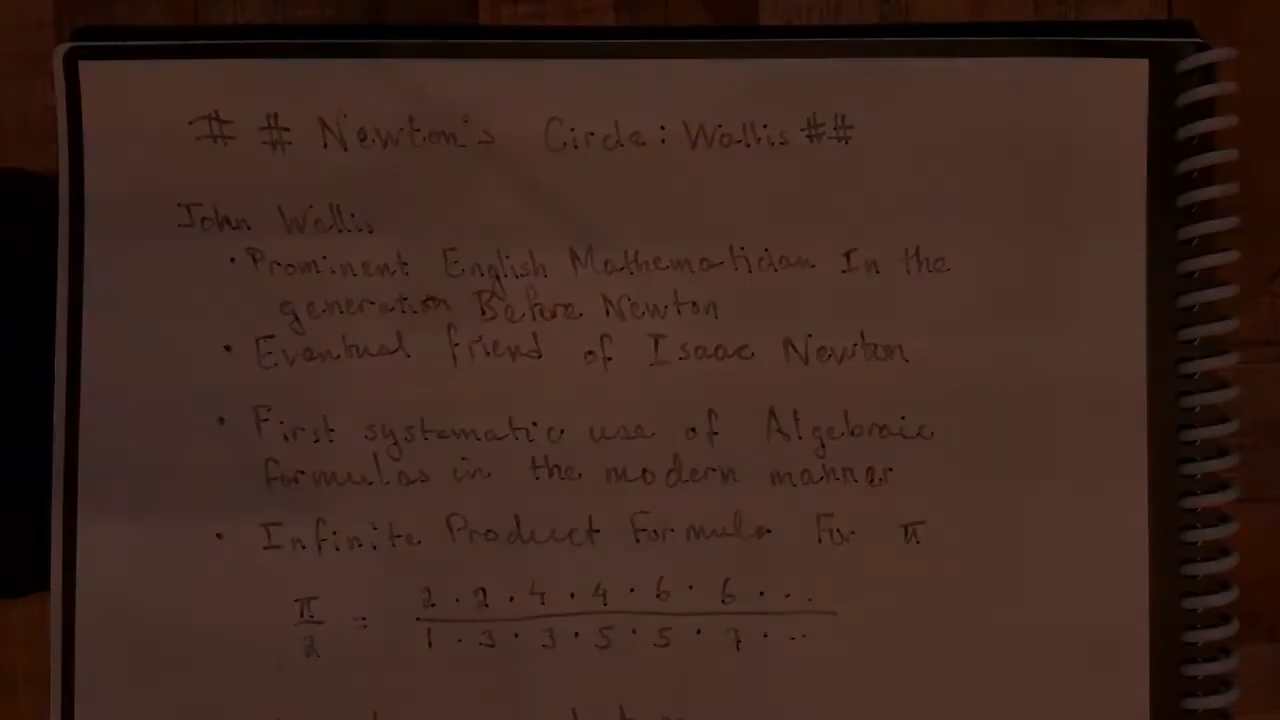 # # Newton's Circle: Wallis ##
John Wallis
• Prominent English Mathematician In the
generation Before Newton
• Eventual friend of Isaac Newton
• First systematic use of Algebraic
formulas in the modern manner
• Infinite Product Formula For π
π/2 = 2 · 2 · 4 · 4 · 6 · 6 · ... / 1 · 3 · 3 · 5 · 5 · 7 · ...